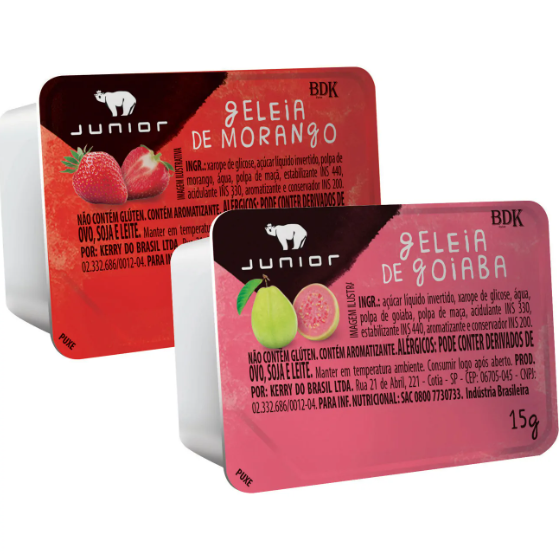 JUNIOR
BDK
GELEIA
DE MORANGO
IMAGEM ILUSTRATIVA
INGR.: xarope de glicose, açúcar líquido invertido, polpa de
morango, água, polpa de maçã, estabilizante INS 440,
acidulante INS 330, aromatizante e conservador INS 200.
NÃO CONTÉM GLÚTEN. CONTÉM AROMATIZANTE. ALÉRGICOS: PODE CONTER DERIVADOS DE
OVO, SOJA E LEITE. Manter em temperatura
POR: KERRY DO BRASIL LTDA.
02.332.686/0012-04. PARA INF.
PUXE
JUNIOR
BDK
GELEIA
DE GOIABA
IMAGEM ILUSTRA
INGR.: açúcar líquido invertido, xarope de glicose, água,
polpa de goiaba, polpa de maça, acidulante INS 330,
estabilizante INS 440, aromatizante e conservador INS 200.
NÃO CONTÉM GLÚTEN. CONTÉM AROMATIZANTE. ALÉRGICOS: PODE CONTER DERIVADOS DE
OVO, SOJA E LEITE. Manter em temperatura ambiente. Consumir logo após aberto. PROD.
POR: KERRY DO BRASIL LTDA. Rua 21 de Abril, 221 - Cotia - SP - CEP: 06705-045 - CNPJ:
02.332.686/0012-04. PARA INF. NUTRICIONAL: SAC 0800 7730733. Indústria Brasileira
15g
PUXE